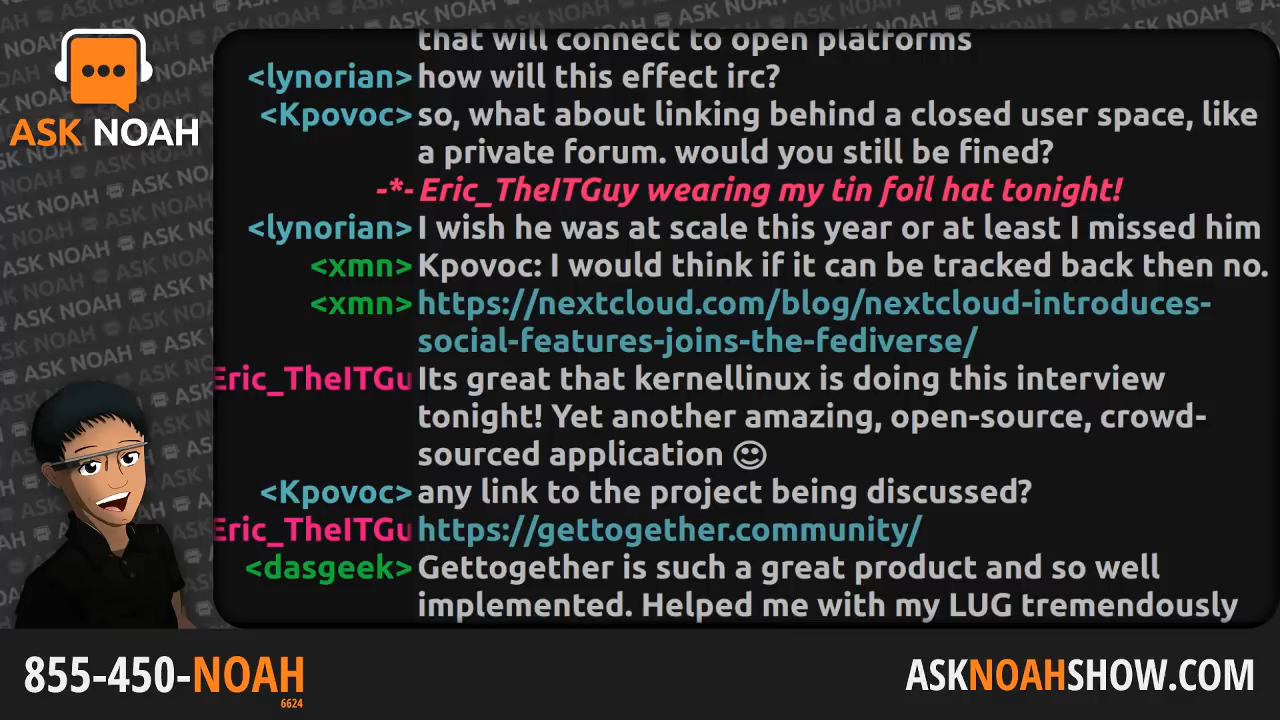 ASK NOAH
that will connect to open platforms
<lynorian> how will this effect irc?
<Kpovoc> so, what about linking behind a closed user space, like
a private forum. would you still be fined?
-*- Eric_TheITGuy wearing my tin foil hat tonight!
<lynorian> I wish he was at scale this year or at least I missed him
<xmn> Kpovoc: I would think if it can be tracked back then no.
<xmn> https://nextcloud.com/blog/nextcloud-introduces-
social-features-joins-the-fediverse/
Eric_TheITGu Its great that kernellinux is doing this interview
tonight! Yet another amazing, open-source, crowd-
sourced application 😍
<Kpovoc> any link to the project being discussed?
Eric_TheITGu https://gettogether.community/
<dasgeek> Gettogether is such a great product and so well
implemented. Helped me with my LUG tremendously
855-450-NOAH
6624
ASKNOAHSHOW.COM